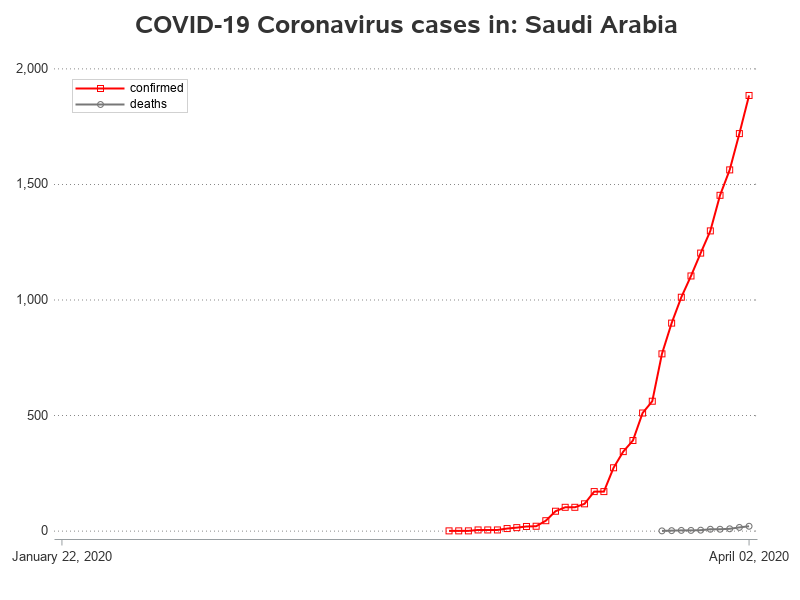 COVID-19 Coronavirus cases in: Saudi Arabia
2,000
confirmed
deaths
1,500
1,000
500
0
January 22, 2020
April 02, 2020